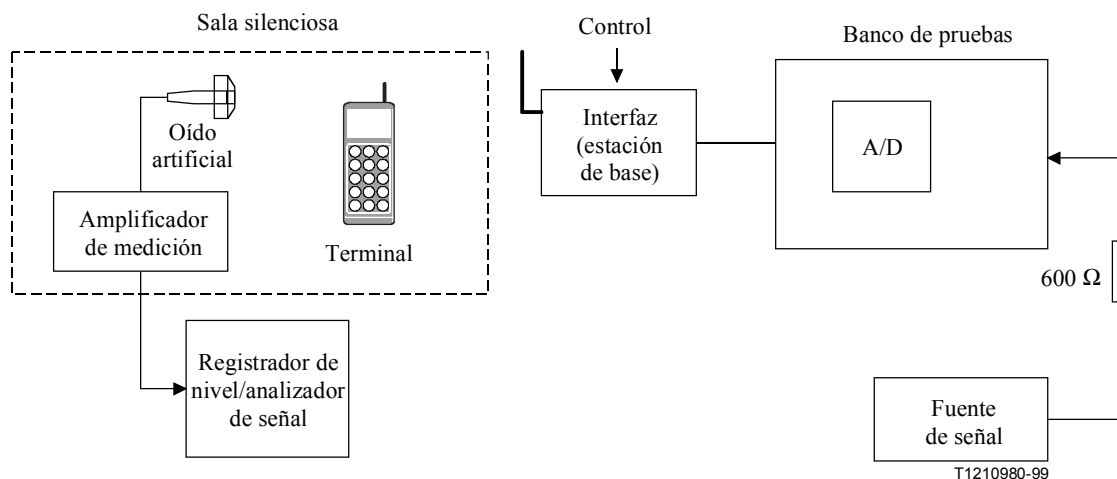 Sala silenciosa
Oído
artificial
Amplificador
de medición
Terminal
Registrador de
nivel/analizador
de señal
Control
Interfaz
(estación
de base)
Banco de pruebas
A/D
600 Ω
Fuente
de señal
T1210980-99